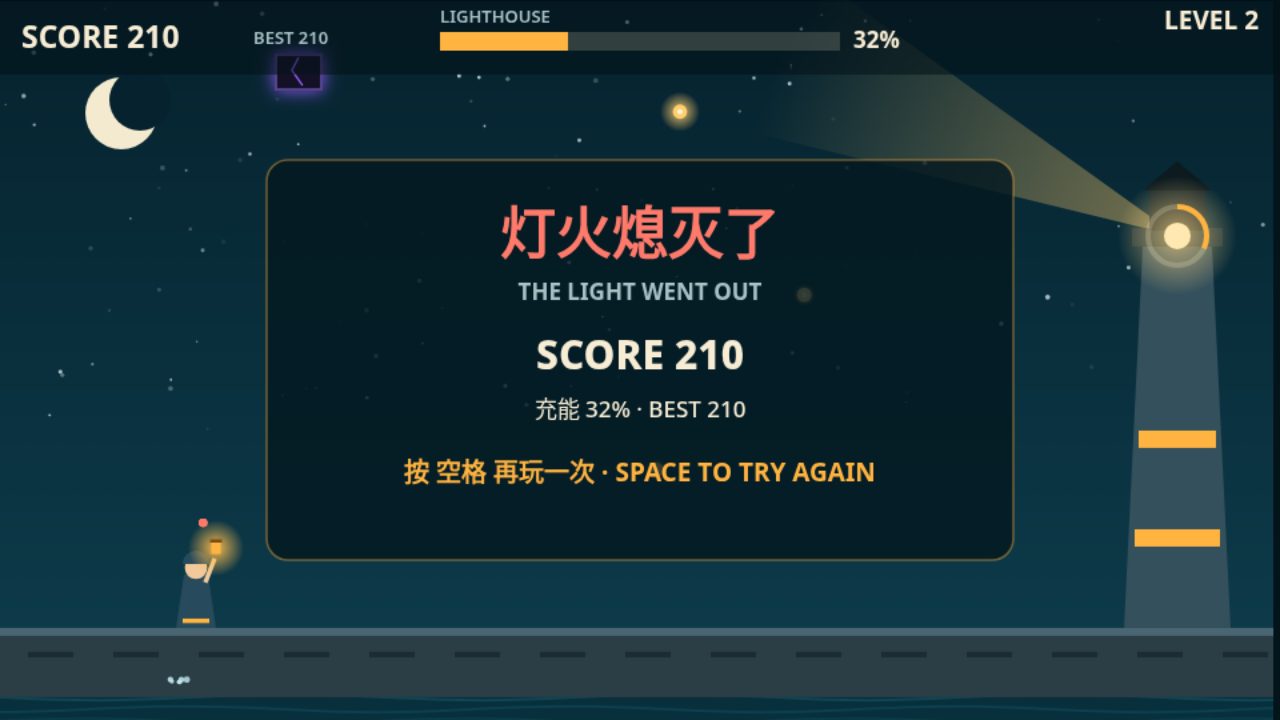 SCORE 210
BEST 210
LIGHTHOUSE
32%
LEVEL 2
灯火熄灭了
THE LIGHT WENT OUT
SCORE 210
充能 32% · BEST 210
按 空格 再玩一次 · SPACE TO TRY AGAIN